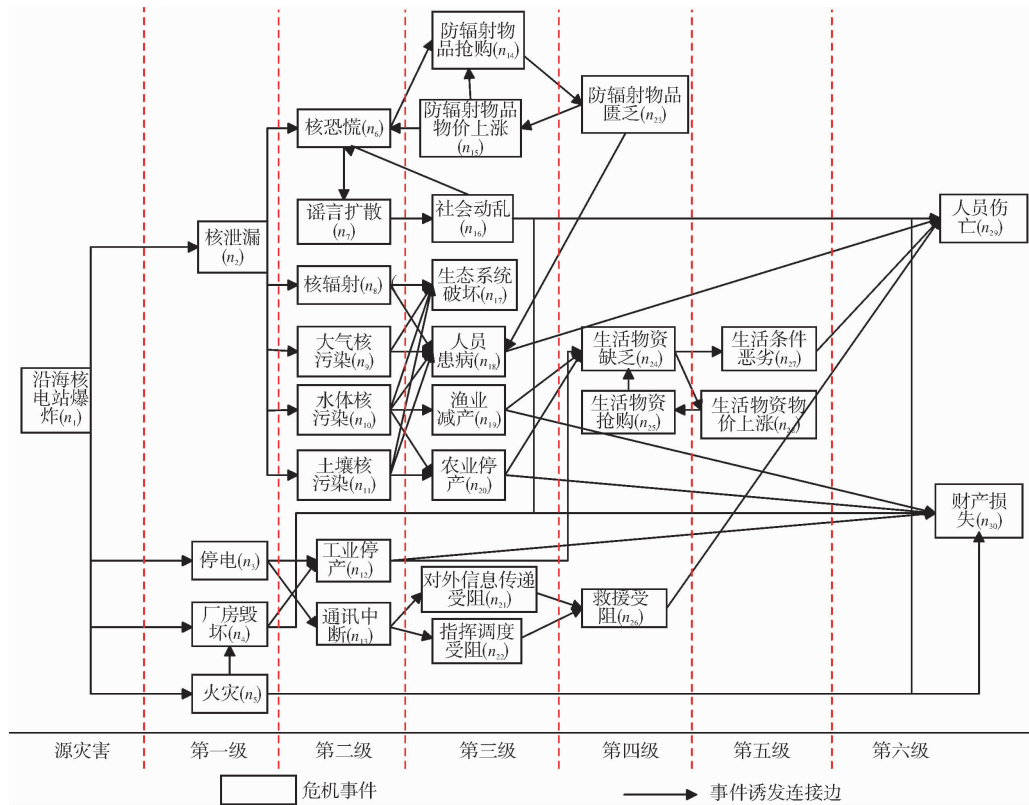 防辐射物
品抢购(n14)
防辐射物品
匮乏(n23)
核恐慌(n6)
防辐射物品
物价上涨
(n15)
谣言扩散
(n7)
社会动乱
(n16)
人员伤
亡(n29)
核泄漏
(n2)
核辐射(n8)
生态系统
破坏(n17)
大气核
污染(n9)
人员
患病(n18)
生活物资
缺乏(n24)
生活条件
恶劣(n27)
沿海核
电站爆
炸(n1)
水体核
污染(n10)
渔业
减产(n19)
生活物资
抢购(n25)
生活物资物
价上涨(n28)
土壤核
污染(n11)
农业停
产(n20)
财产损
失(n30)
停电(n3)
工业停
产(n12)
对外信息传递
受阻(n21)
救援受
阻(n26)
厂房毁
坏(n4)
通讯中
断(n13)
指挥调度
受阻(n22)
火灾(n5)
源灾害 第一级 第二级 第三级 第四级 第五级 第六级
危机事件 事件诱发连接边